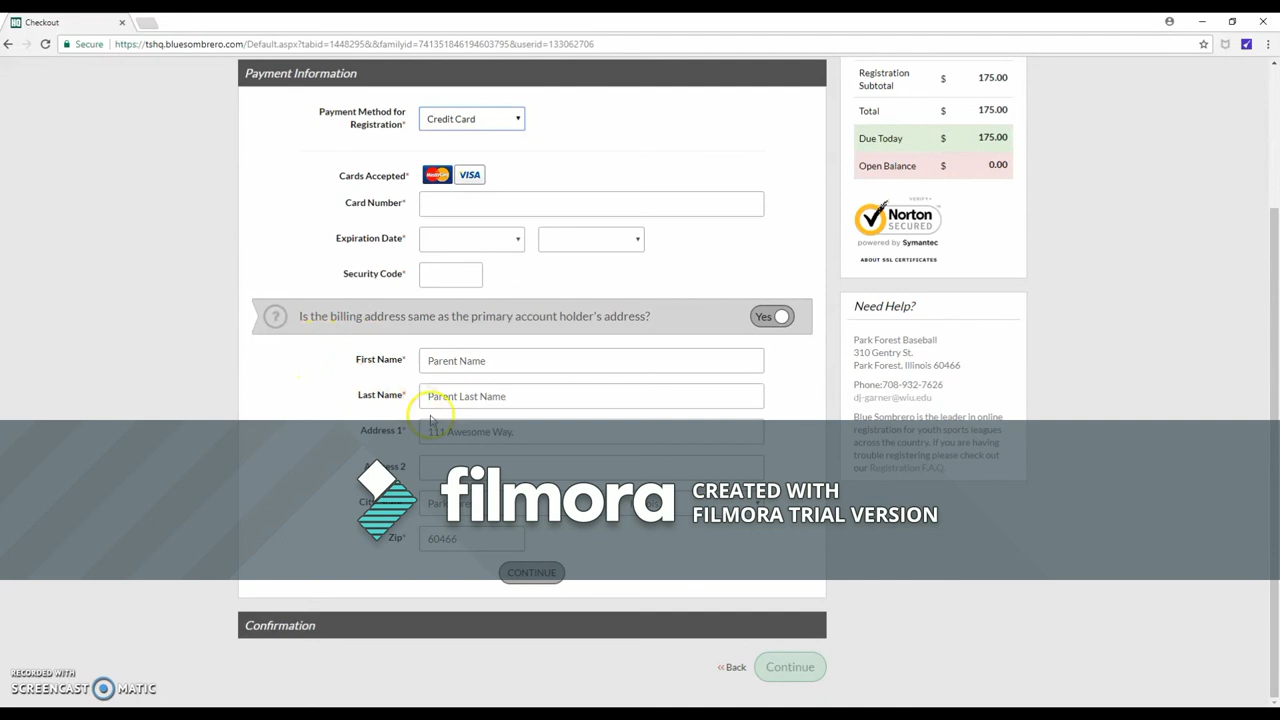 Checkout
Secure
https://tshq.bluesombrero.com/Default.aspx?tabid=1448295&&familyid=741351846194603795&userid=133062706
Payment Information
Payment Method for
Registration*
Credit Card
Cards Accepted*
MasterCard
VISA
Card Number*
Expiration Date*
Security Code*
? Is the billing address same as the primary account holder's address? Yes
First Name*
Parent Name
Last Name*
Parent Last Name
Address 1*
111 Awesome Way.
Address 2
Zip*
60466
CONTINUE
Confirmation
<< Back
Continue
Registration
Subtotal
$ 175.00
Total $ 175.00
Due Today $ 175.00
Open Balance $ 0.00
VERIFY
Norton
SECURED
powered by Symantec
ABOUT SSL CERTIFICATES
Need Help?
Park Forest Baseball
310 Gentry St.
Park Forest, Illinois 60466
Phone:708-932-7626
dj-garner@wiu.edu
Blue Sombrero is the leader in online
registration for youth sports leagues
across the country. If you are having
trouble registering please check out
our Registration F.A.Q.
filmora
CREATED WITH
FILMORA TRIAL VERSION
RECORDED WITH
SCREENCAST MATIC